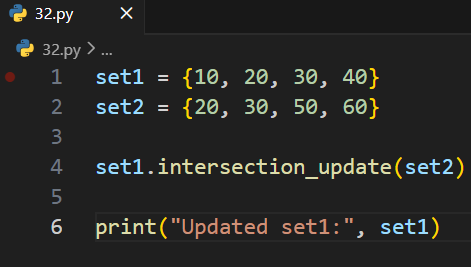 32.py ×
32.py > ...
1 set1 = {10, 20, 30, 40}
2 set2 = {20, 30, 50, 60}
3
4 set1.intersection_update(set2)
5
6 print("Updated set1:", set1)